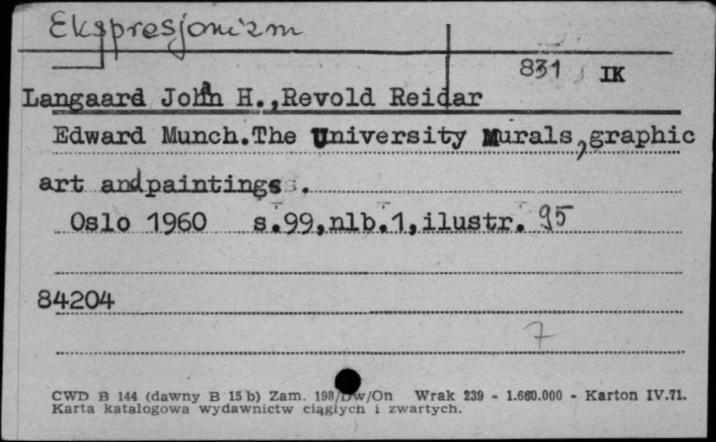 Ekspresjonizm
831 IK
Langaard John H.,Revold Reidar
Edward Munch.The University Murals,graphic
art and paintings.
Oslo 1960 s.99,nlb.1,ilustr. 95
84204
7
CWD B 144 (dawny B 15 b) Zam. 198/Dw/On Wrak 239 - 1.660.000 - Karton IV.71.
Karta katalogowa wydawnictw ciągłych i zwartych.